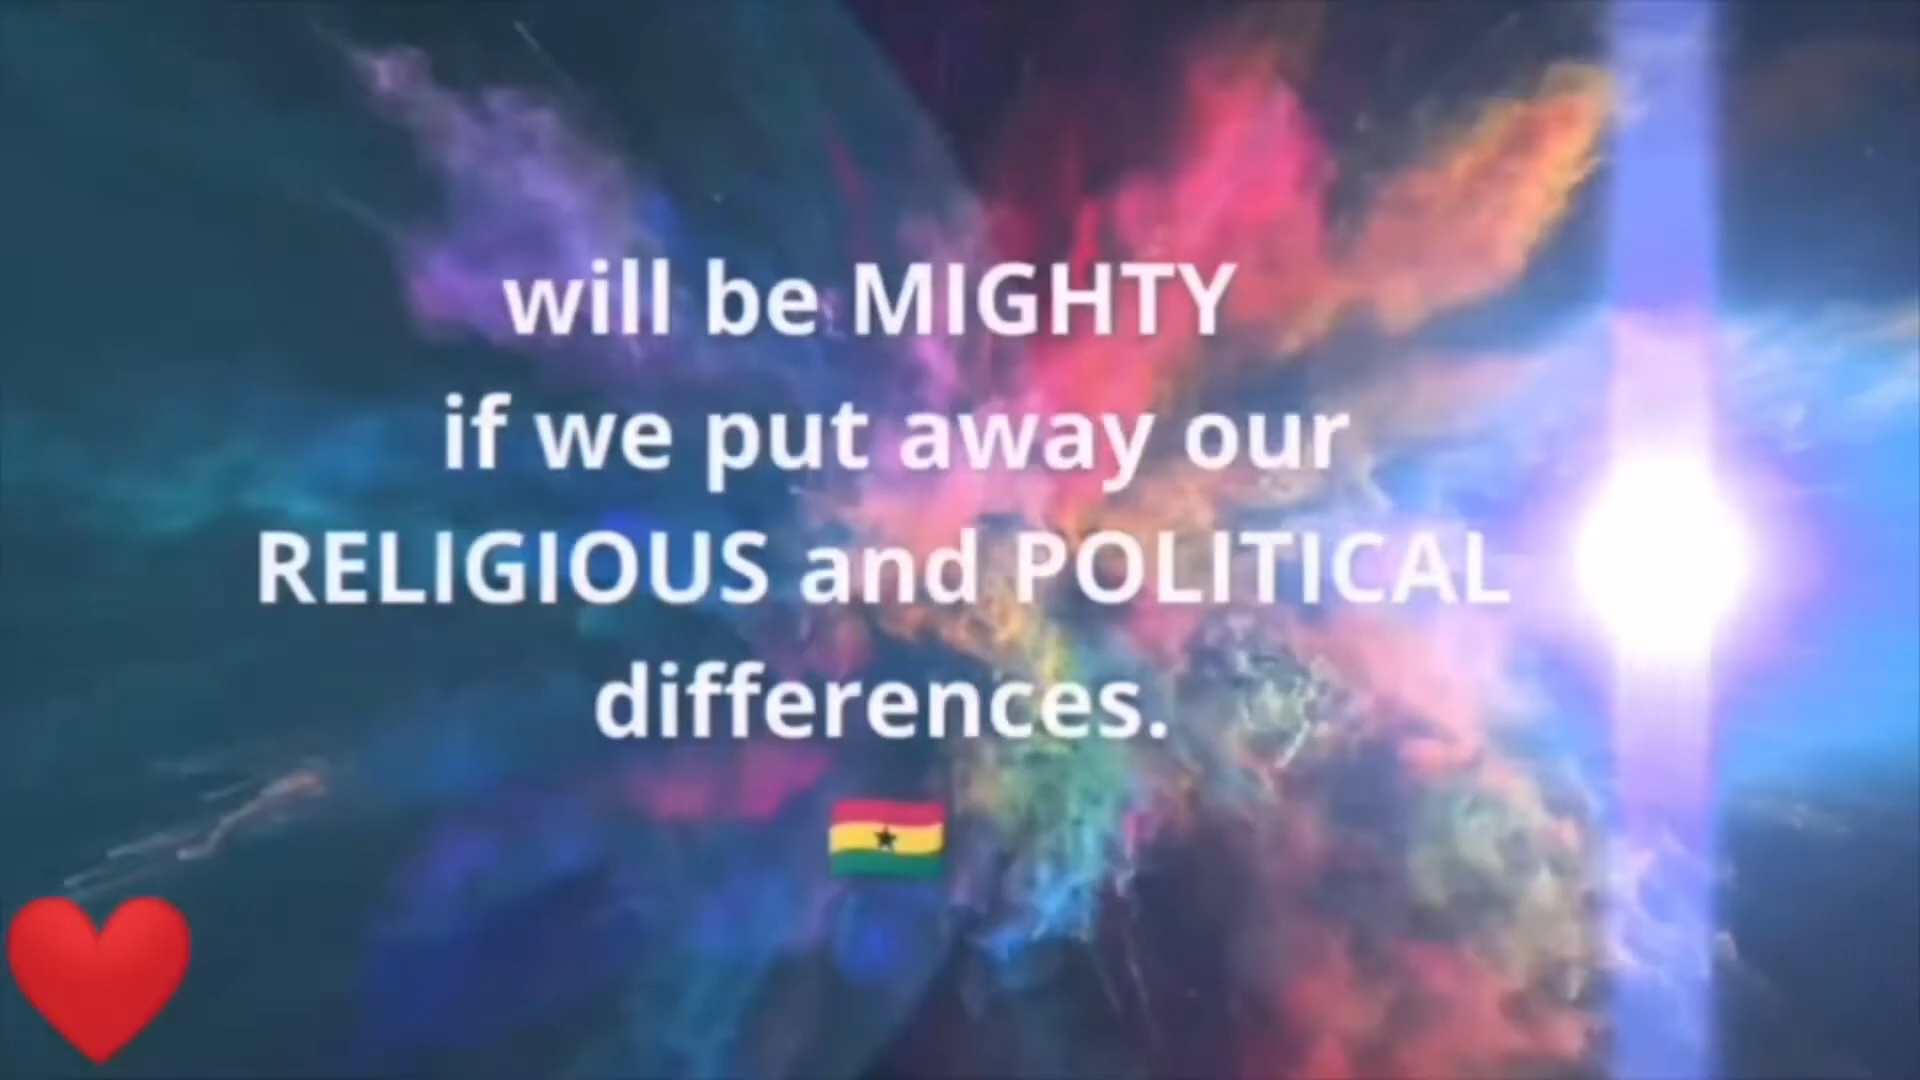 will be MIGHTY
if we put away our
RELIGIOUS and POLITICAL
differences.